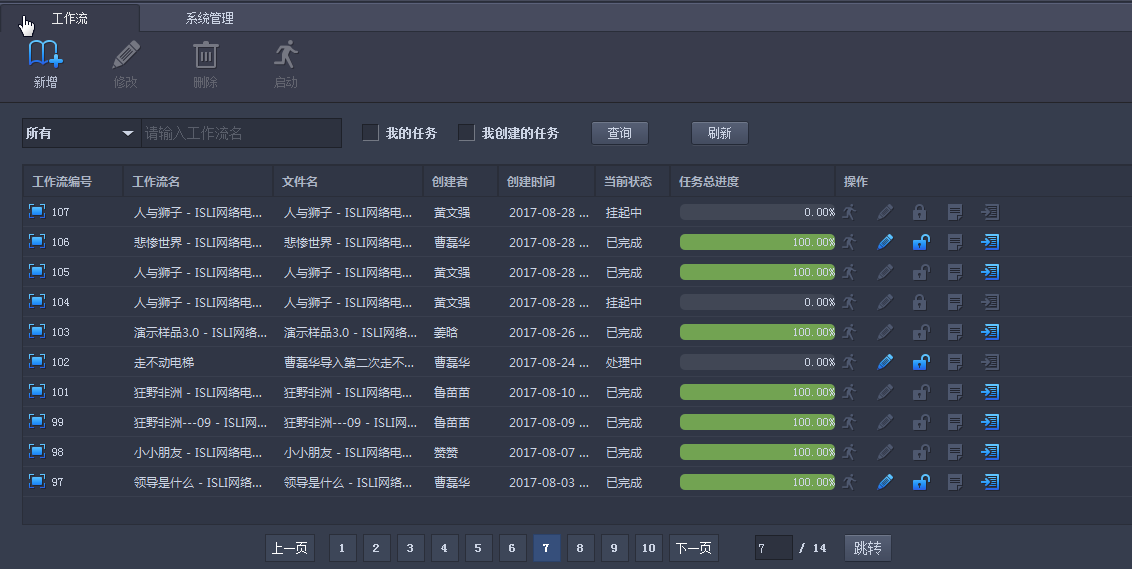 工作流 系统管理
新增 修改 删除 启动
所有 请输入工作流名 我的任务 我创建的任务 查询 刷新
工作流编号 工作流名 文件名 创建者 创建时间 当前状态 任务总进度 操作
107 人与狮子 - ISLI网络电... 人与狮子 - ISLI网络电... 黄文强 2017-08-28 ... 挂起中 0.00%
106 悲惨世界 - ISLI网络电... 悲惨世界 - ISLI网络电... 曹磊华 2017-08-28 ... 已完成 100.00%
105 人与狮子 - ISLI网络电... 人与狮子 - ISLI网络电... 黄文强 2017-08-28 ... 已完成 100.00%
104 人与狮子 - ISLI网络电... 人与狮子 - ISLI网络电... 黄文强 2017-08-28 ... 挂起中 0.00%
103 演示样品3.0 - ISLI网络... 演示样品3.0 - ISLI网络... 姜晗 2017-08-26 ... 已完成 100.00%
102 走不动电梯 曹磊华导入第二次走不... 曹磊华 2017-08-24 ... 处理中 0.00%
101 狂野非洲 - ISLI网络电... 狂野非洲 - ISLI网络电... 鲁苗苗 2017-08-10 ... 已完成 100.00%
99 狂野非洲---09 - ISLI网... 狂野非洲---09 - ISLI网... 鲁苗苗 2017-08-09 ... 已完成 100.00%
98 小小朋友 - ISLI网络电... 小小朋友 - ISLI网络电... 赞赞 2017-08-07 ... 已完成 100.00%
97 领导是什么 - ISLI网络... 领导是什么 - ISLI网络... 曹磊华 2017-08-03 ... 已完成 100.00%
上一页 1 2 3 4 5 6 7 8 9 10 下一页 7 / 14 跳转